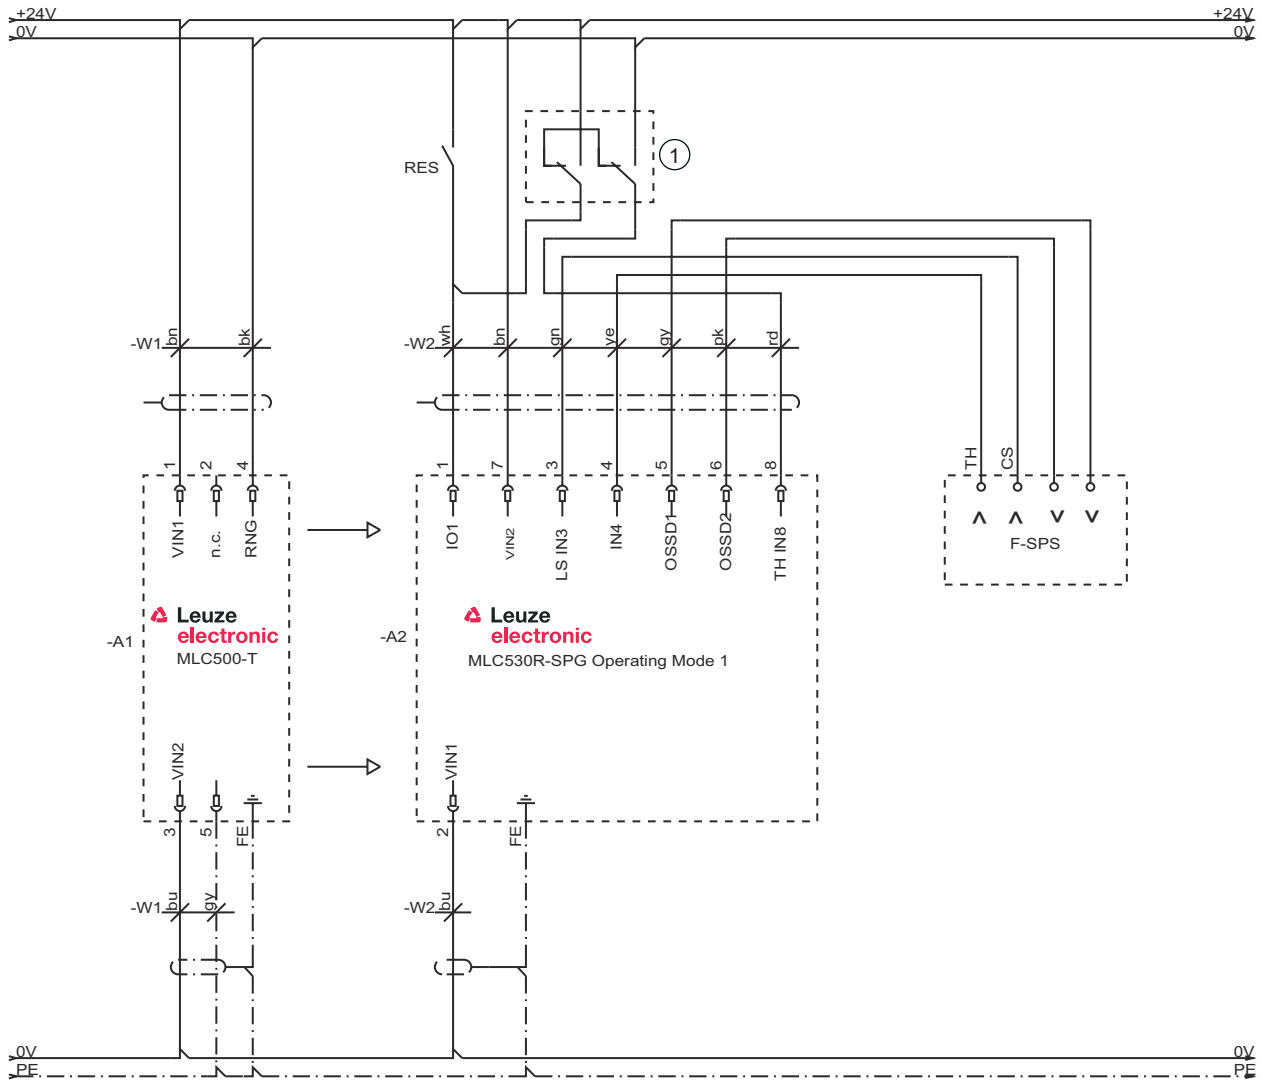 +24V +24V
0V 0V
RES
1
-W1 bn bk -W2 wh bn gn ye gy pk rd
1 2 4 1 7 3 4 5 6 8 TH CS
VIN1 n.c. RNG IO1 VIN2 LS IN3 IN4 OSSD1 OSSD2 TH IN8
F-SPS
Leuze
electronic
MLC500-T
-A1
Leuze
electronic
MLC530R-SPG Operating Mode 1
-A2
VIN2 VIN1
3 5 FE 2 FE
-W1 bu gy -W2 bu
0V 0V
PE PE